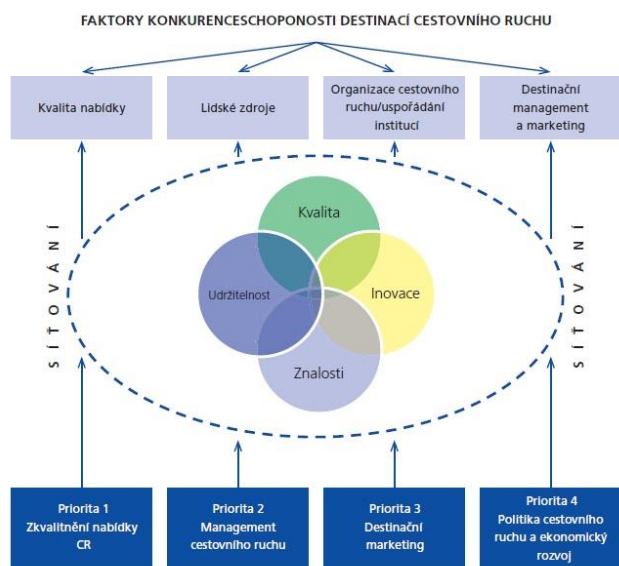 FAKTORY KONKURENCESCHOPONOSTI DESTINACÍ CESTOVNÍHO RUCHU
Kvalita nabídky
Lidské zdroje
Organizace cestovního
ruchu/uspořádání
institucí
Destinační
management
a marketing
SÍŤOVÁNÍ
Kvalita
Udržitelnost
Inovace
Znalosti
SÍŤOVÁNÍ
Priorita 1
Zkvalitnění nabídky
CR
Priorita 2
Management
cestovního ruchu
Priorita 3
Destinační
marketing
Priorita 4
Politika cestovního
ruchu a ekonomický
rozvoj